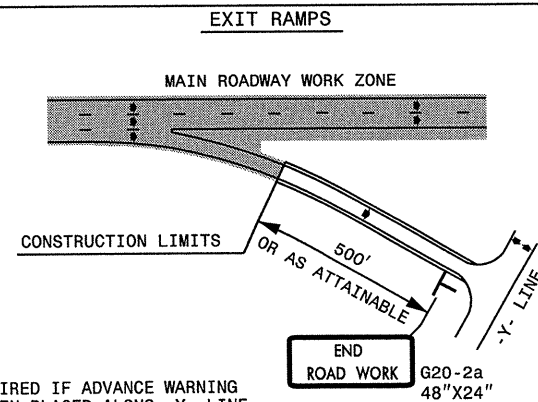 EXIT RAMPS
MAIN ROADWAY WORK ZONE
CONSTRUCTION LIMITS
500'
OR AS ATTAINABLE
-Y- LINE
END
ROAD WORK
G20-2a
48"X24"
IRED IF ADVANCE WARNING
EN PLACED ALONG -Y- LINE